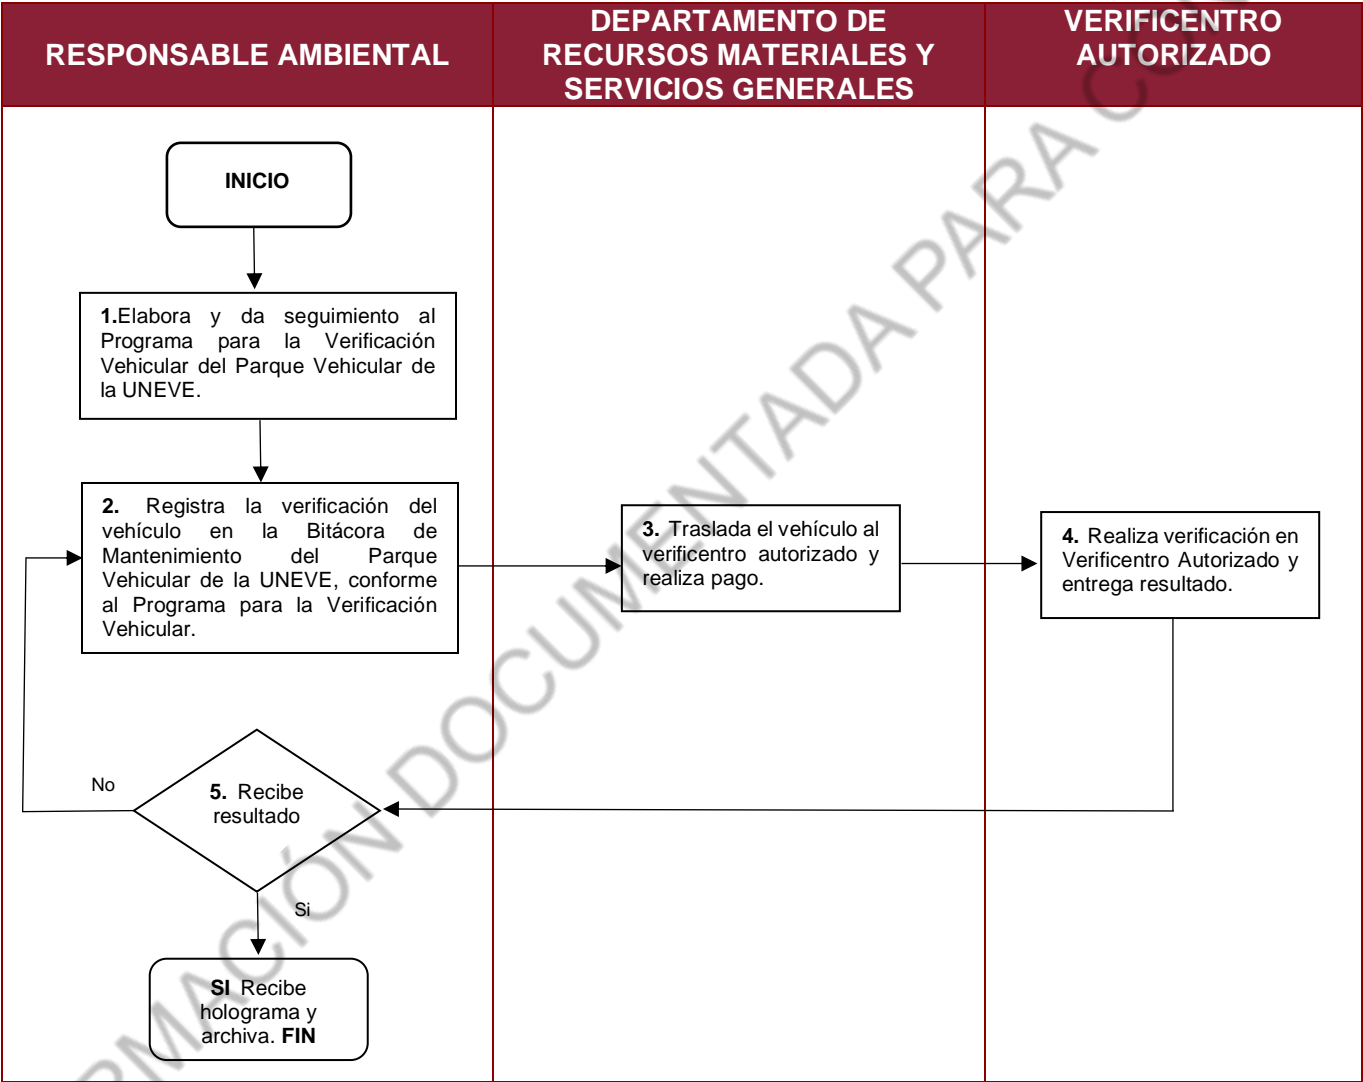 RESPONSABLE AMBIENTAL
DEPARTAMENTO DE
RECURSOS MATERIALES Y
SERVICIOS GENERALES
VERIFICENTRO
AUTORIZADO
INICIO
1.Elabora y da seguimiento al
Programa para la Verificación
Vehicular del Parque Vehicular de
la UNEVE.
2. Registra la verificación del
vehículo en la Bitácora de
Mantenimiento del Parque
Vehicular de la UNEVE, conforme
al Programa para la Verificación
Vehicular.
3. Traslada el vehículo al
verificentro autorizado y
realiza pago.
4. Realiza verificación en
Verificentro Autorizado y
entrega resultado.
No
5. Recibe
resultado
Si
SI Recibe
holograma y
archiva. FIN
RMACIÓN DOCUMENTADA PARA CON